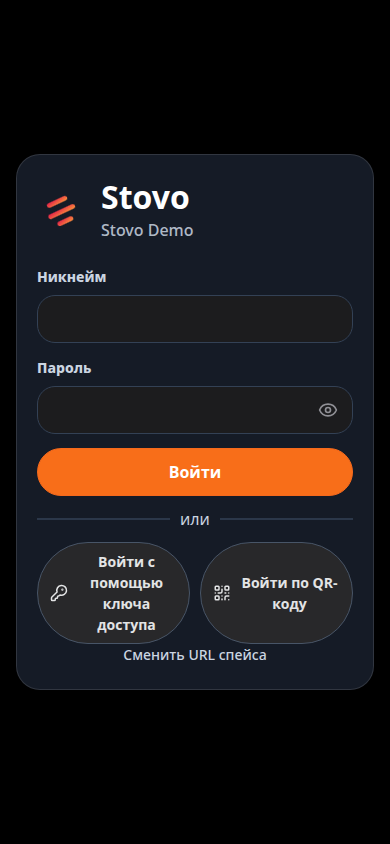 Stovo
Stovo Demo
Никнейм
Пароль
Войти
или
Войти с
помощью
ключа
доступа
Войти по QR-
коду
Сменить URL спейса